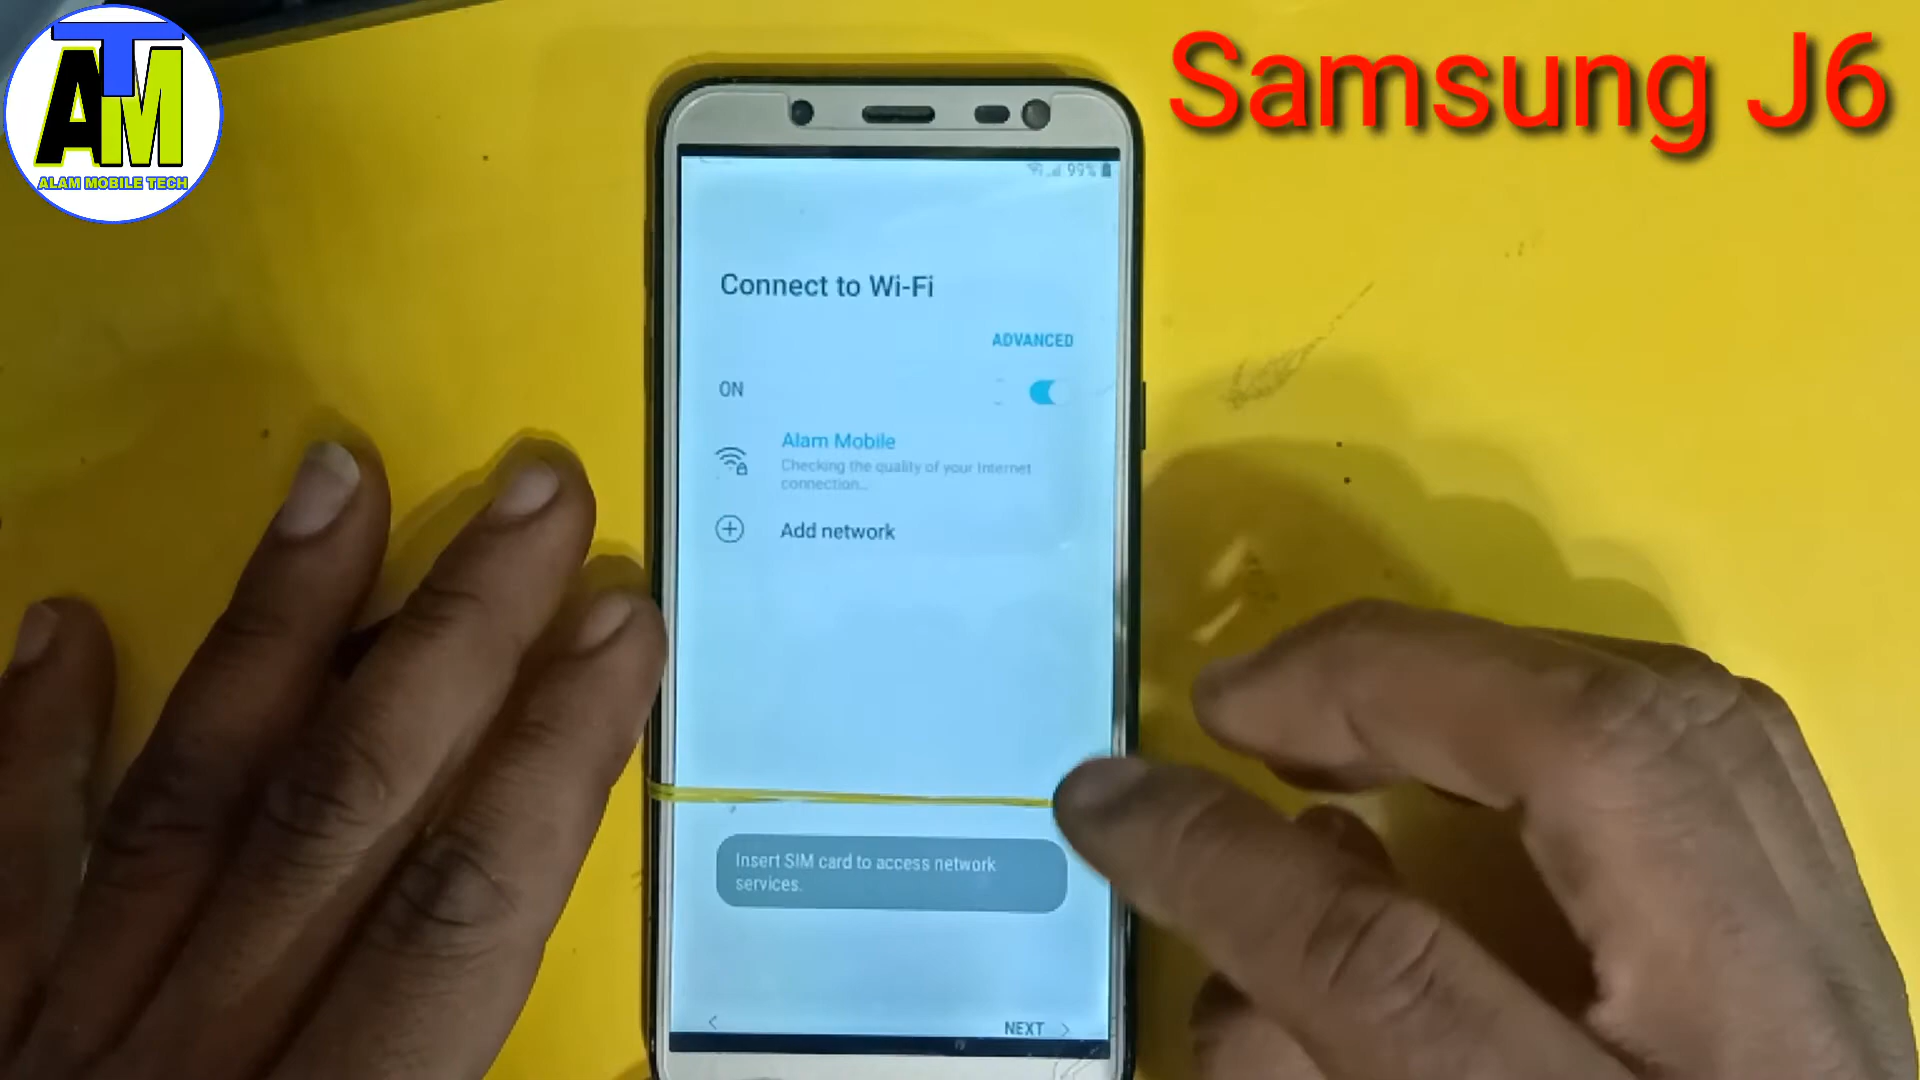 ATM
ALAM MOBILE TECH
Samsung J6
99%
Connect to Wi-Fi
ADVANCED
ON
Alam Mobile
Checking the quality of your Internet
connection...
Add network
Insert SIM card to access network
services.
NEXT